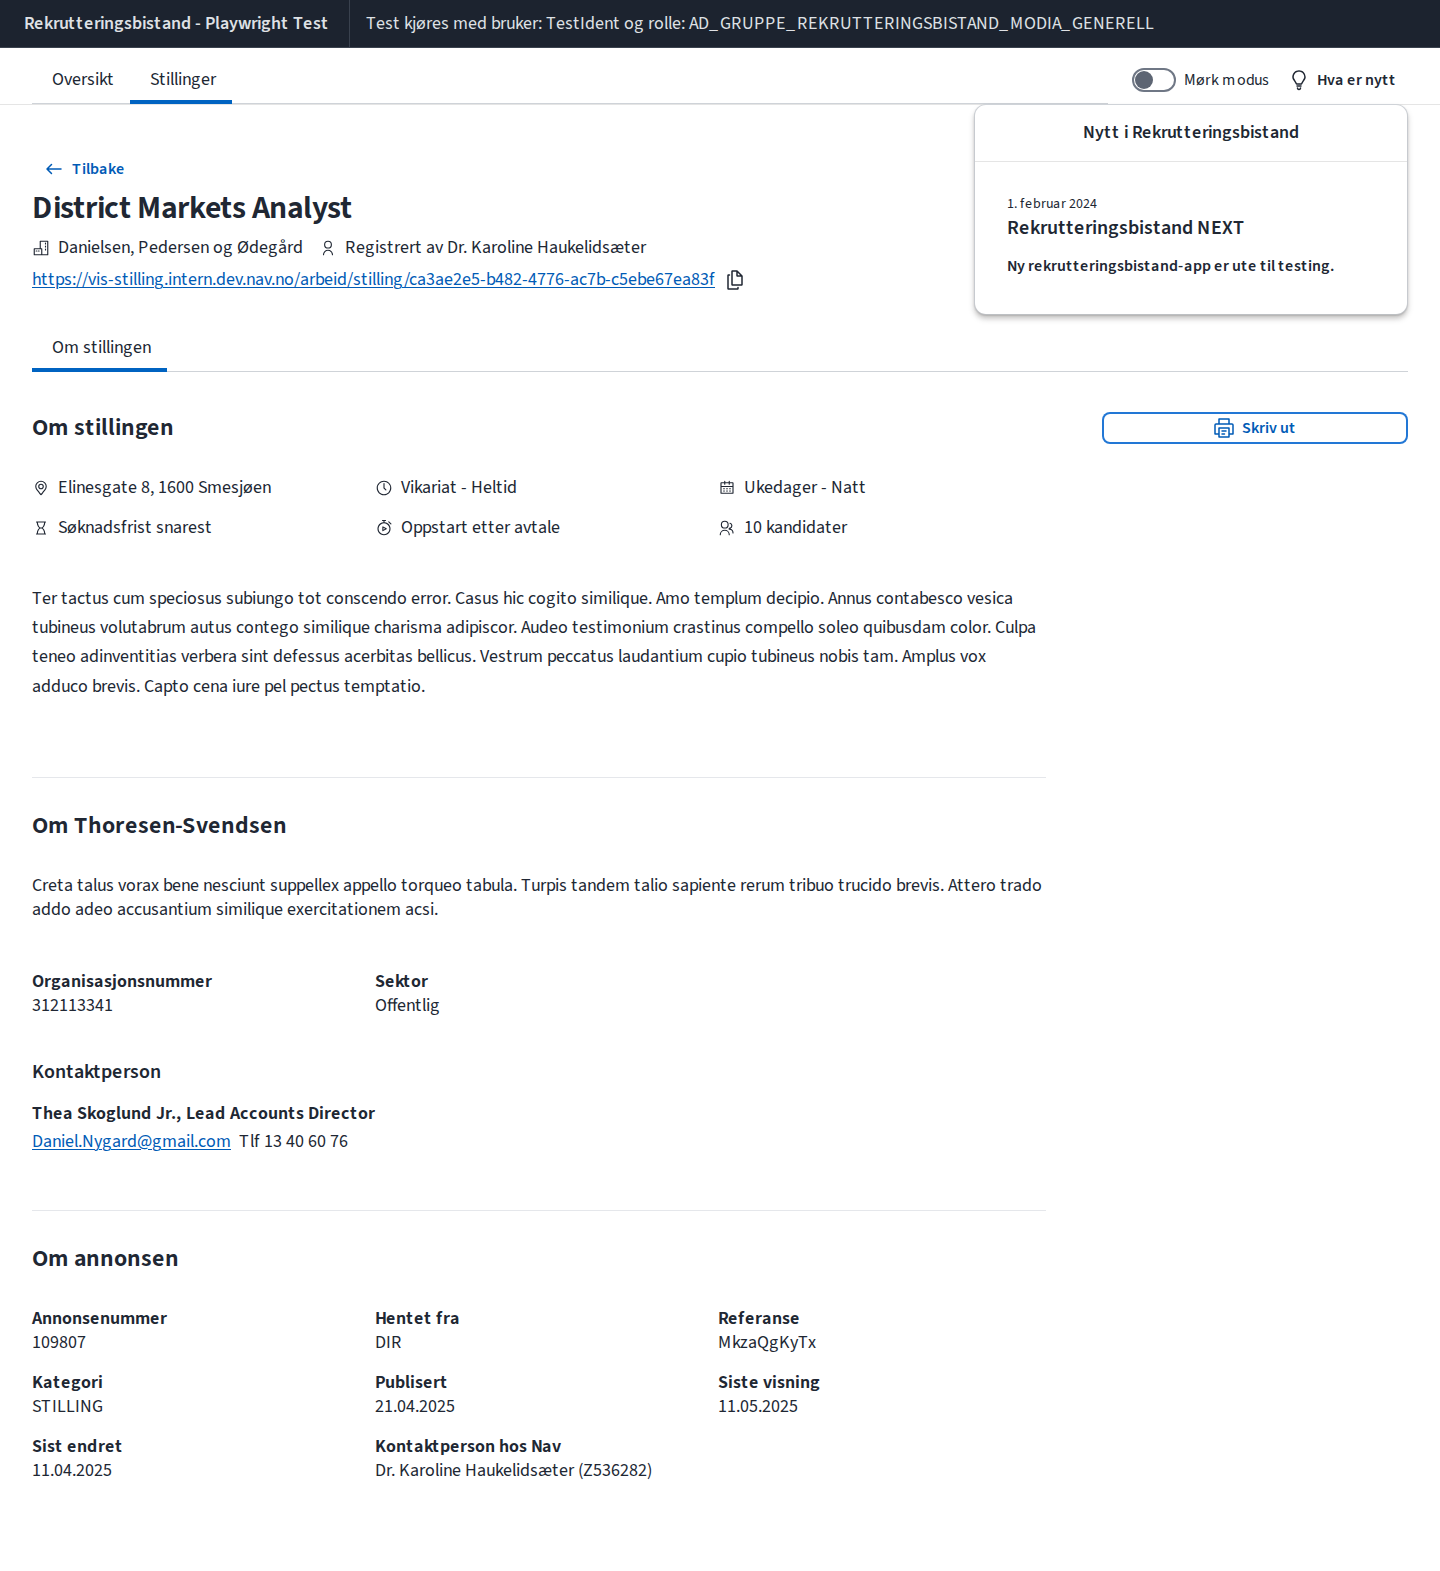 Rekrutteringsbistand - Playwright Test
Test kjøres med bruker: TestIdent og rolle: AD_GRUPPE_REKRUTTERINGSBISTAND_MODIA_GENERELL
Oversikt
Stillinger
Mørk modus
Hva er nytt
Nytt i Rekrutteringsbistand
1. februar 2024
Rekrutteringsbistand NEXT
Ny rekrutteringsbistand-app er ute til testing.
Tilbake
District Markets Analyst
Danielsen, Pedersen og Ødegård
Registrert av Dr. Karoline Haukelidsæter
https://vis-stilling.intern.dev.nav.no/arbeid/stilling/ca3ae2e5-b482-4776-ac7b-c5ebe67ea83f
Om stillingen
Om stillingen
Skriv ut
Elinesgate 8, 1600 Smesjøen
Vikariat - Heltid
Ukedager - Natt
Søknadsfrist snarest
Oppstart etter avtale
10 kandidater
Ter tactus cum speciosus subiungo tot conscendo error. Casus hic cogito similique. Amo templum decipio. Annus contabesco vesica
tubineus volutabrum autus contego similique charisma adipiscor. Audeo testimonium crastinus compello soleo quibusdam color. Culpa
teneo adinventitias verbera sint defessus acerbitas bellicus. Vestrum peccatus laudantium cupio tubineus nobis tam. Amplus vox
adduco brevis. Capto cena iure pel pectus temptatio.
Om Thoresen-Svendsen
Creta talus vorax bene nesciunt suppellex appello torqueo tabula. Turpis tandem talio sapiente rerum tribuo trucido brevis. Attero trado
addo adeo accusantium similique exercitationem acsi.
Organisasjonsnummer
312113341
Sektor
Offentlig
Kontaktperson
Thea Skoglund Jr., Lead Accounts Director
Daniel.Nygard@gmail.com Tlf 13 40 60 76
Om annonsen
Annonsenummer
109807
Hentet fra
DIR
Referanse
MkzaQgKyTx
Kategori
STILLING
Publisert
21.04.2025
Siste visning
11.05.2025
Sist endret
11.04.2025
Kontaktperson hos Nav
Dr. Karoline Haukelidsæter (Z536282)